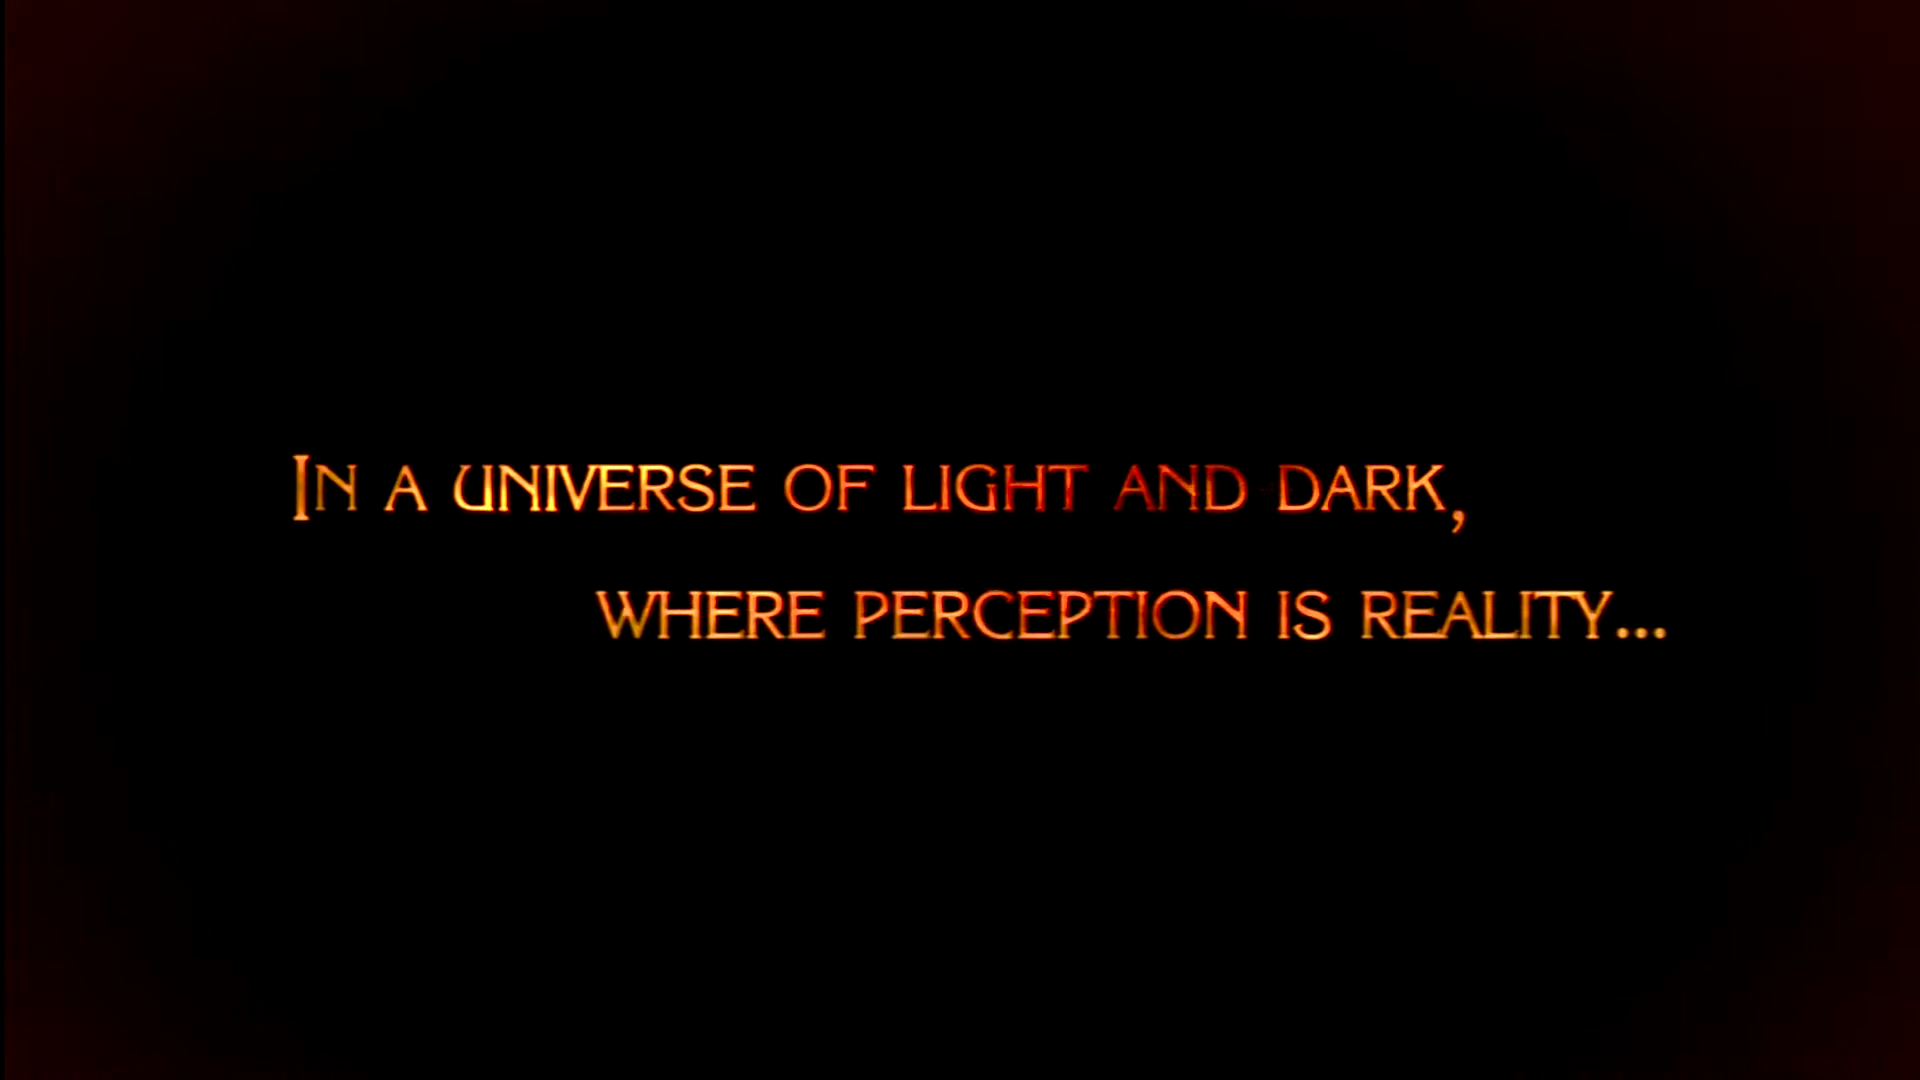 In a universe of light and dark,
where perception is reality...